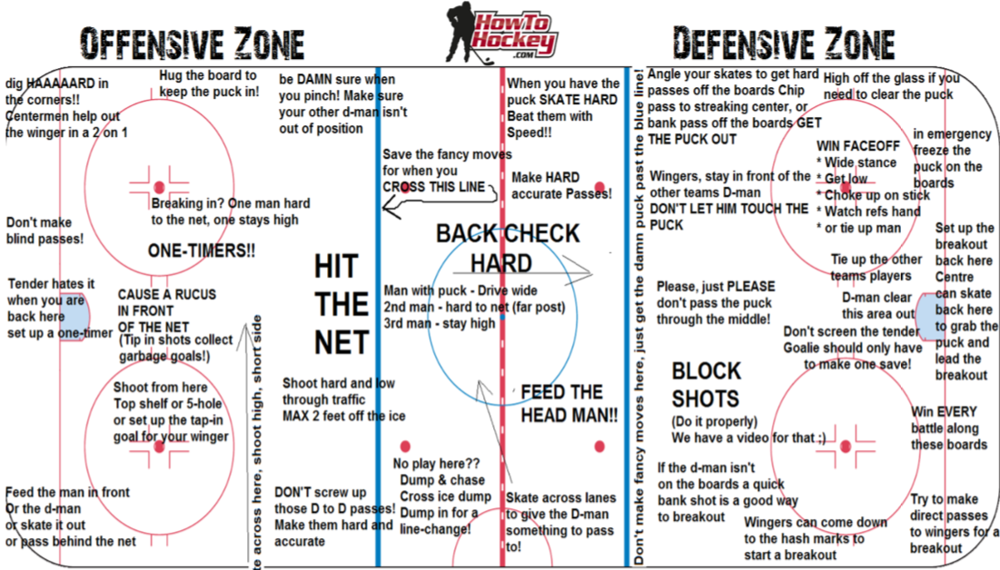 OFFENSIVE ZONE
HowTo
Hockey
.COM
DEFENSIVE ZONE
dig HAAAAARD in
the corners!!
Centermen help out
the winger in a 2 on 1
Hug the board to
keep the puck in!
be DAMN sure when
you pinch! Make sure
your other d-man isn't
out of position
Breaking in? One man hard
to the net, one stays high
Don't make
blind passes!
ONE-TIMERS!!
Tender hates it
when you are
back here
set up a one-timer
CAUSE A RUCUS
IN FRONT
OF THE NET
(Tip in shots collect
garbage goals!)
HIT
THE
NET
Shoot from here
Top shelf or 5-hole
or set up the tap-in
goal for your winger
te across here, shoot high, short side
Shoot hard and low
through traffic
MAX 2 feet off the ice
Feed the man in front
Or the d-man
or skate it out
or pass behind the net
DON'T screw up
those D to D passes!
Make them hard and
accurate
When you have the
puck SKATE HARD
Beat them with
Speed!!
Save the fancy moves
for when you
CROSS THIS LINE
Make HARD
accurate Passes!
BACK CHECK
HARD
Man with puck - Drive wide
2nd man - hard to net (far post)
3rd man - stay high
FEED THE
HEAD MAN!!
No play here??
Dump & chase
Cross ice dump
Dump in for a
line-change!
Skate across lanes
to give the D-man
something to pass
to!
Don't make fancy moves here, just get the damn puck past the blue line!
Angle your skates to get hard
passes off the boards Chip
pass to streaking center, or
bank pass off the boards GET
THE PUCK OUT
High off the glass if you
need to clear the puck
in emergency
freeze the
puck on the
boards
WIN FACEOFF
* Wide stance
* Get low
* Choke up on stick
* Watch refs hand
* or tie up man
Wingers, stay in front of the
other teams D-man
DON'T LET HIM TOUCH THE
PUCK
Set up the
breakout
back here
Centre
can skate
back here
to grab the
puck and
lead the
breakout
Tie up the other
teams players
D-man clear
this area out
Please, just PLEASE
don't pass the puck
through the middle!
Don't screen the tender
Goalie should only have
to make one save!
BLOCK
SHOTS
(Do it properly)
We have a video for that ;)
Win EVERY
battle along
these boards
If the d-man isn't
on the boards a quick
bank shot is a good way
to breakout
Wingers can come down
to the hash marks to
start a breakout
Try to make
direct passes
to wingers for a
breakout